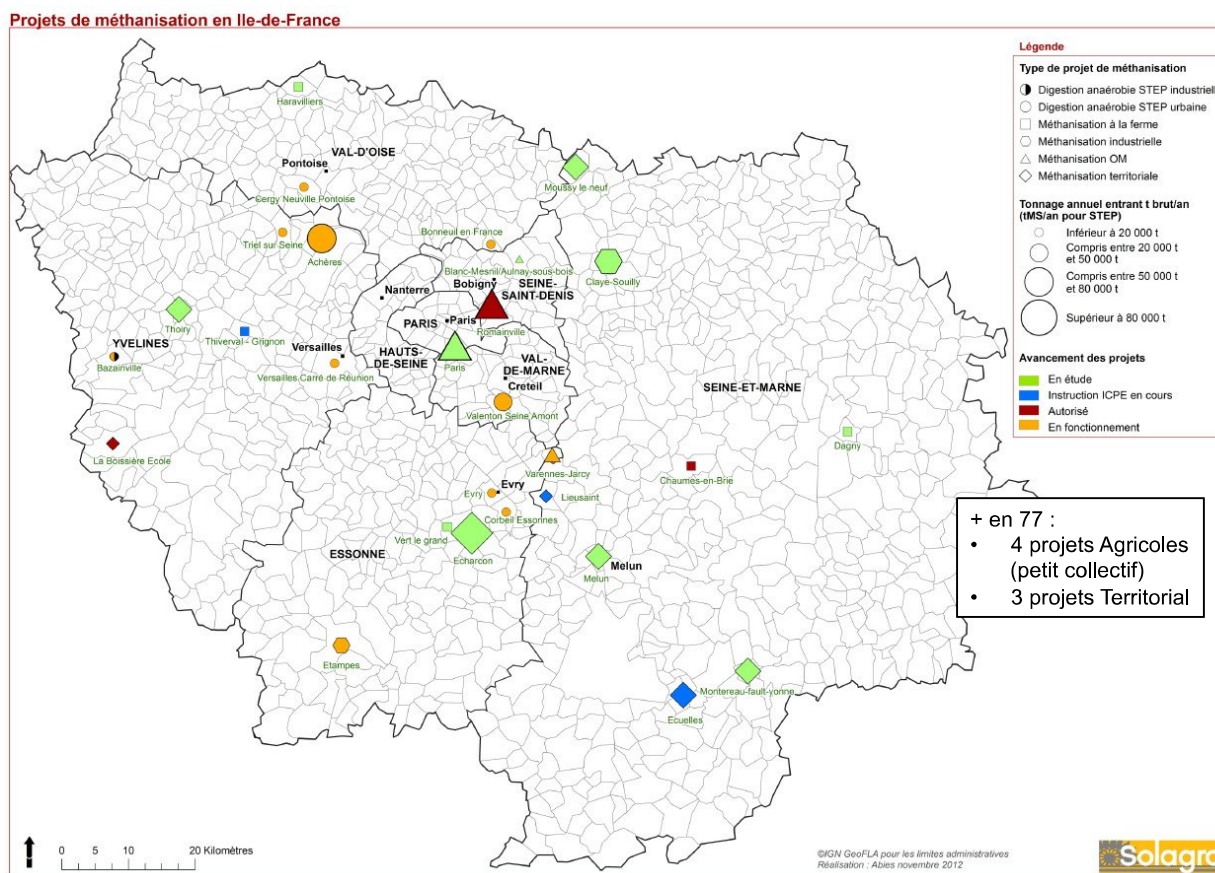 Projets de méthanisation en Ile-de-France
Haravilliers
VAL-D'OISE
Pontoise
Cergy Neuville Pontoise
Moussy le neuf
Triel sur Seine
Achères
Bonneuil en France
Blanc-Mesnil/Aulnay-sous-bois
Bobigny
SEINE-
SAINT-DENIS
Claye-Souilly
Nanterre
PARIS
Paris
Romainville
Thoiry
Thiverval - Grignon
YVELINES
Bazainville
Versailles
Versailles Carré de Réunion
HAUTS-
DE-SEINE
Paris
VAL-
DE-MARNE
Creteil
Valenton Seine Amont
SEINE-ET-MARNE
La Boissière Ecole
Varennes-Jarcy
Chaumes-en-Brie
Dagny
Evry
Evry
Lieusaint
Corbeil Essonnes
Vert le grand
Echarcon
ESSONNE
Melun
Melun
Etampes
Montereau-fault-yonne
Ecuelles
Légende
Type de projet de méthanisation
Digestion anaérobie STEP industrielle
Digestion anaérobie STEP urbaine
Méthanisation à la ferme
Méthanisation industrielle
Méthanisation OM
Méthanisation territoriale
Tonnage annuel entrant t brut/an
(tMS/an pour STEP)
Inférieur à 20 000 t
Compris entre 20 000 t
et 50 000 t
Compris entre 50 000 t
et 80 000 t
Supérieur à 80 000 t
Avancement des projets
En étude
Instruction ICPE en cours
Autorisé
En fonctionnement
+ en 77 :
• 4 projets Agricoles
(petit collectif)
• 3 projets Territorial
0 5 10 20 Kilomètres
©IGN GeoFLA pour les limites administratives
Réalisation : Abies novembre 2012
Solagro